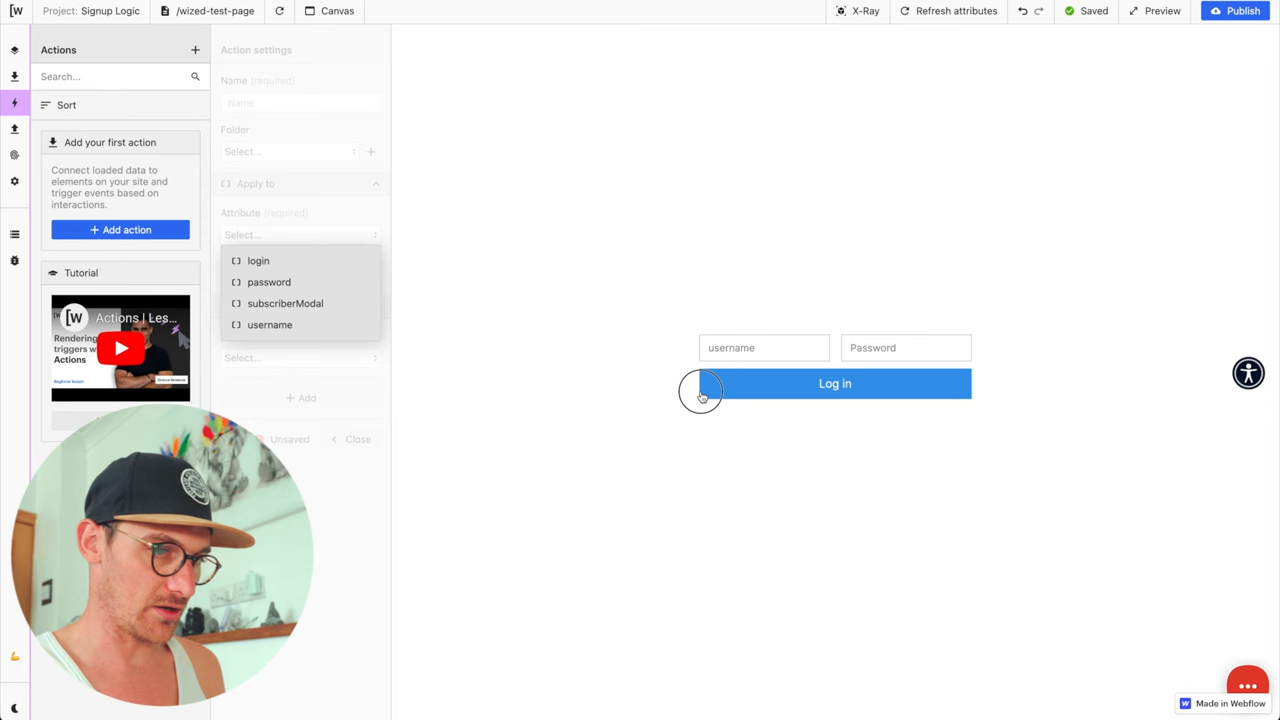 [w
Project: Signup Logic
/wized-test-page
Canvas
X-Ray
Refresh attributes
Saved
Preview
Publish
Actions
Search...
Sort
Add your first action
Connect loaded data to
elements on your site and
trigger events based on
interactions.
+ Add action
Tutorial
[w
Actions | Les...
Rendering
triggers w
Actions
Action settings
Name (required)
Name...
Folder
Select...
Apply to
Attribute (required)
Select...
login
password
subscriberModal
username
Select...
+ Add
Unsaved
Close
username
Password
Log in
Made in Webflow